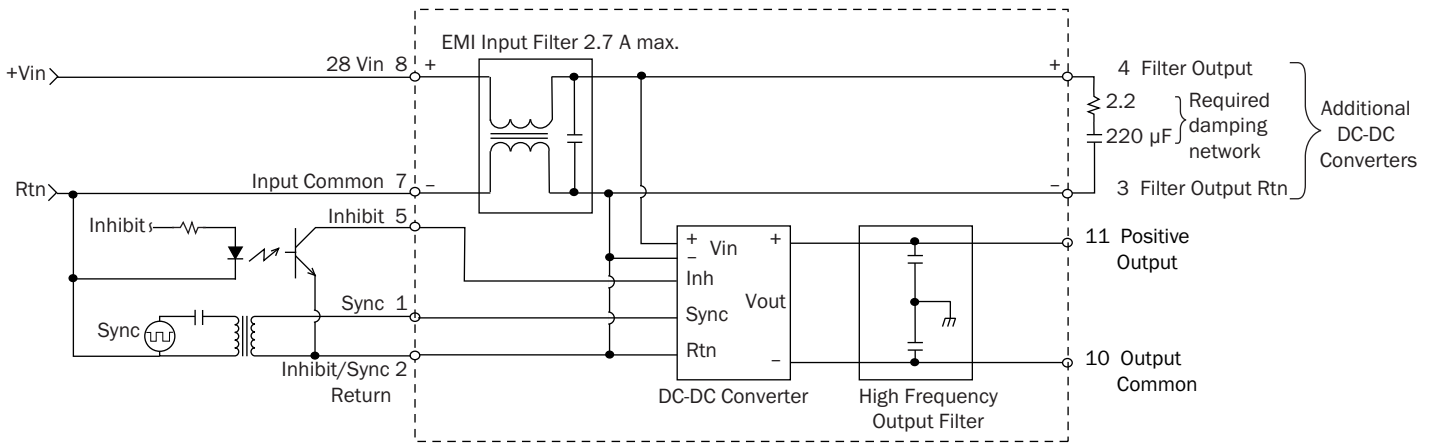 EMI Input Filter 2.7 A max.
+Vin
28 Vin 8
+
+
4 Filter Output
2.2
220 µF
Required
damping
network
Additional
DC-DC
Converters
Rtn
Input Common 7
–
–
3 Filter Output Rtn
Inhibit
Inhibit 5
+
Vin
–
+
11 Positive
Output
Inh
Vout
Sync
Sync 1
Sync
Rtn
–
Inhibit/Sync 2
Return
10 Output
Common
DC-DC Converter
High Frequency
Output Filter